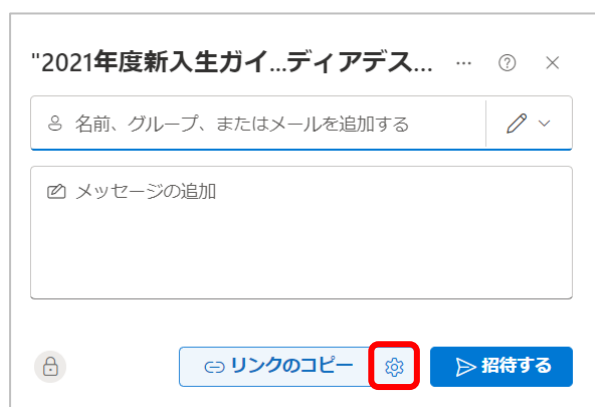 "2021年度新入生ガイ...ディアデス...
名前、グループ、またはメールを追加する
メッセージの追加
リンクのコピー
招待する